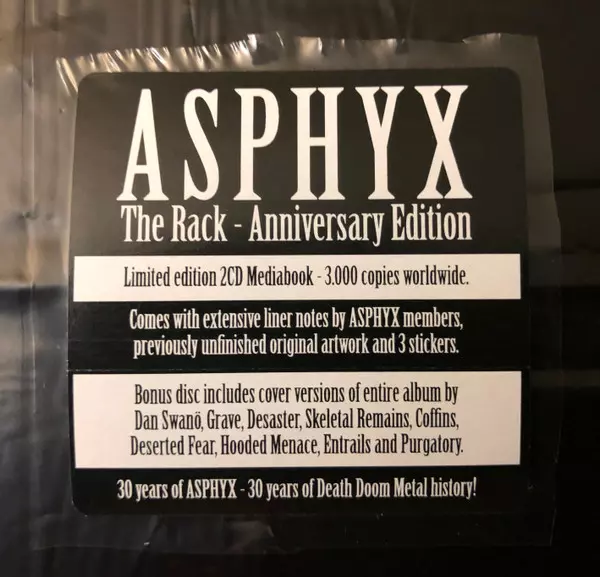 ASPHYX
The Rack - Anniversary Edition
Limited edition 2CD Mediabook - 3.000 copies worldwide.
Comes with extensive liner notes by ASPHYX members,
previously unfinished original artwork and 3 stickers.
Bonus disc includes cover versions of entire album by
Dan Swanö, Grave, Desaster, Skeletal Remains, Coffins,
Deserted Fear, Hooded Menace, Entrails and Purgatory.
30 years of ASPHYX - 30 years of Death Doom Metal history!